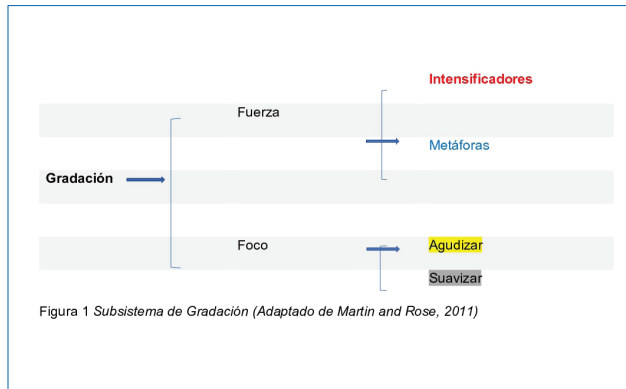 Intensificadores
Fuerza
Metáforas
Gradación
Foco
Agudizar
Suavizar
Figura 1 Subsistema de Gradación (Adaptado de Martin and Rose, 2011)